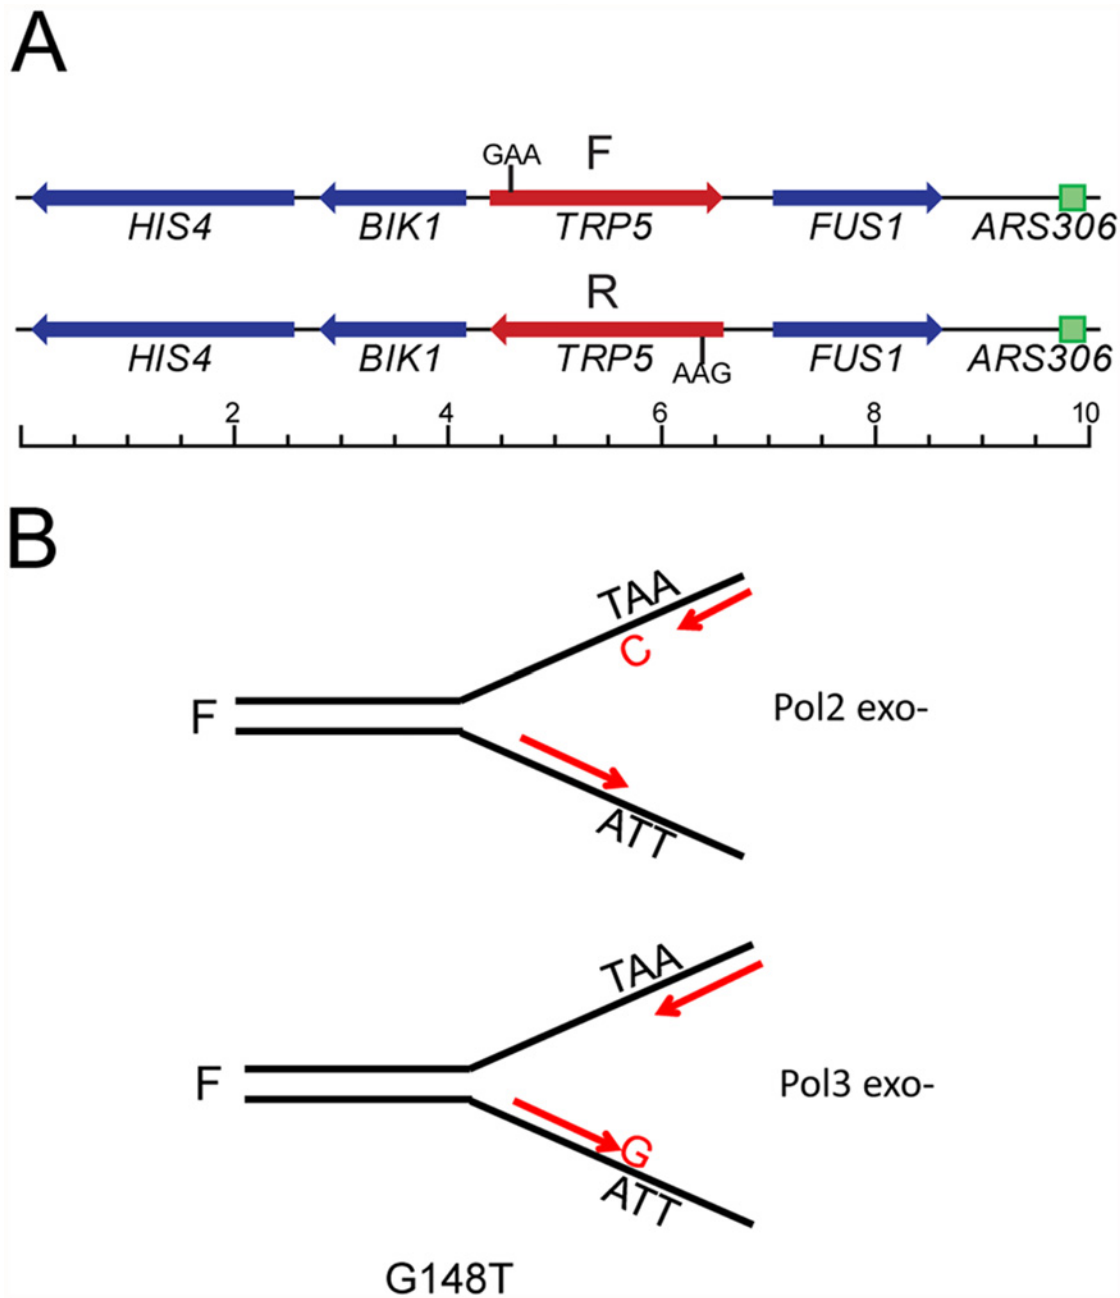 A
GAA F
HIS4 BIK1 TRP5 FUS1 ARS306
R
HIS4 BIK1 TRP5 FUS1 ARS306
AAG
2 4 6 8 10
B
TAA
C
F Pol2 exo-
ATT
TAA
F Pol3 exo-
G
ATT
G148T